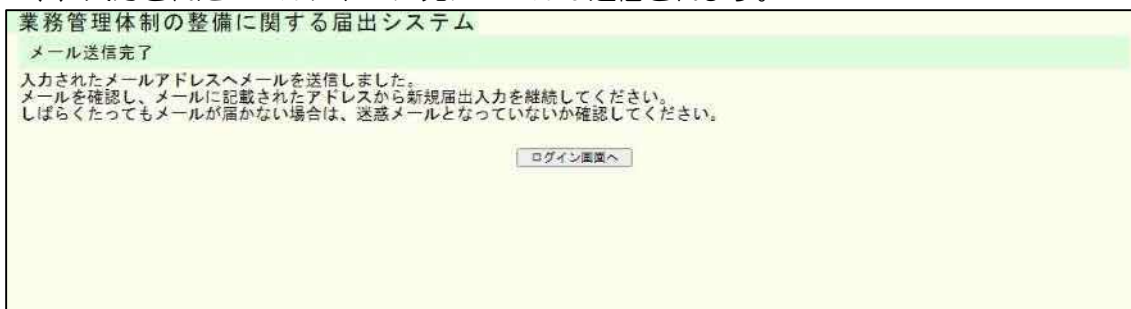 業務管理体制の整備に関する届出システム
メール送信完了
入力されたメールアドレスへメールを送信しました。
メールを確認し、メールに記載されたアドレスから新規届出入力を継続してください。
しばらくたってもメールが届かない場合は、迷惑メールとなっていないか確認してください。
ログイン画面へ